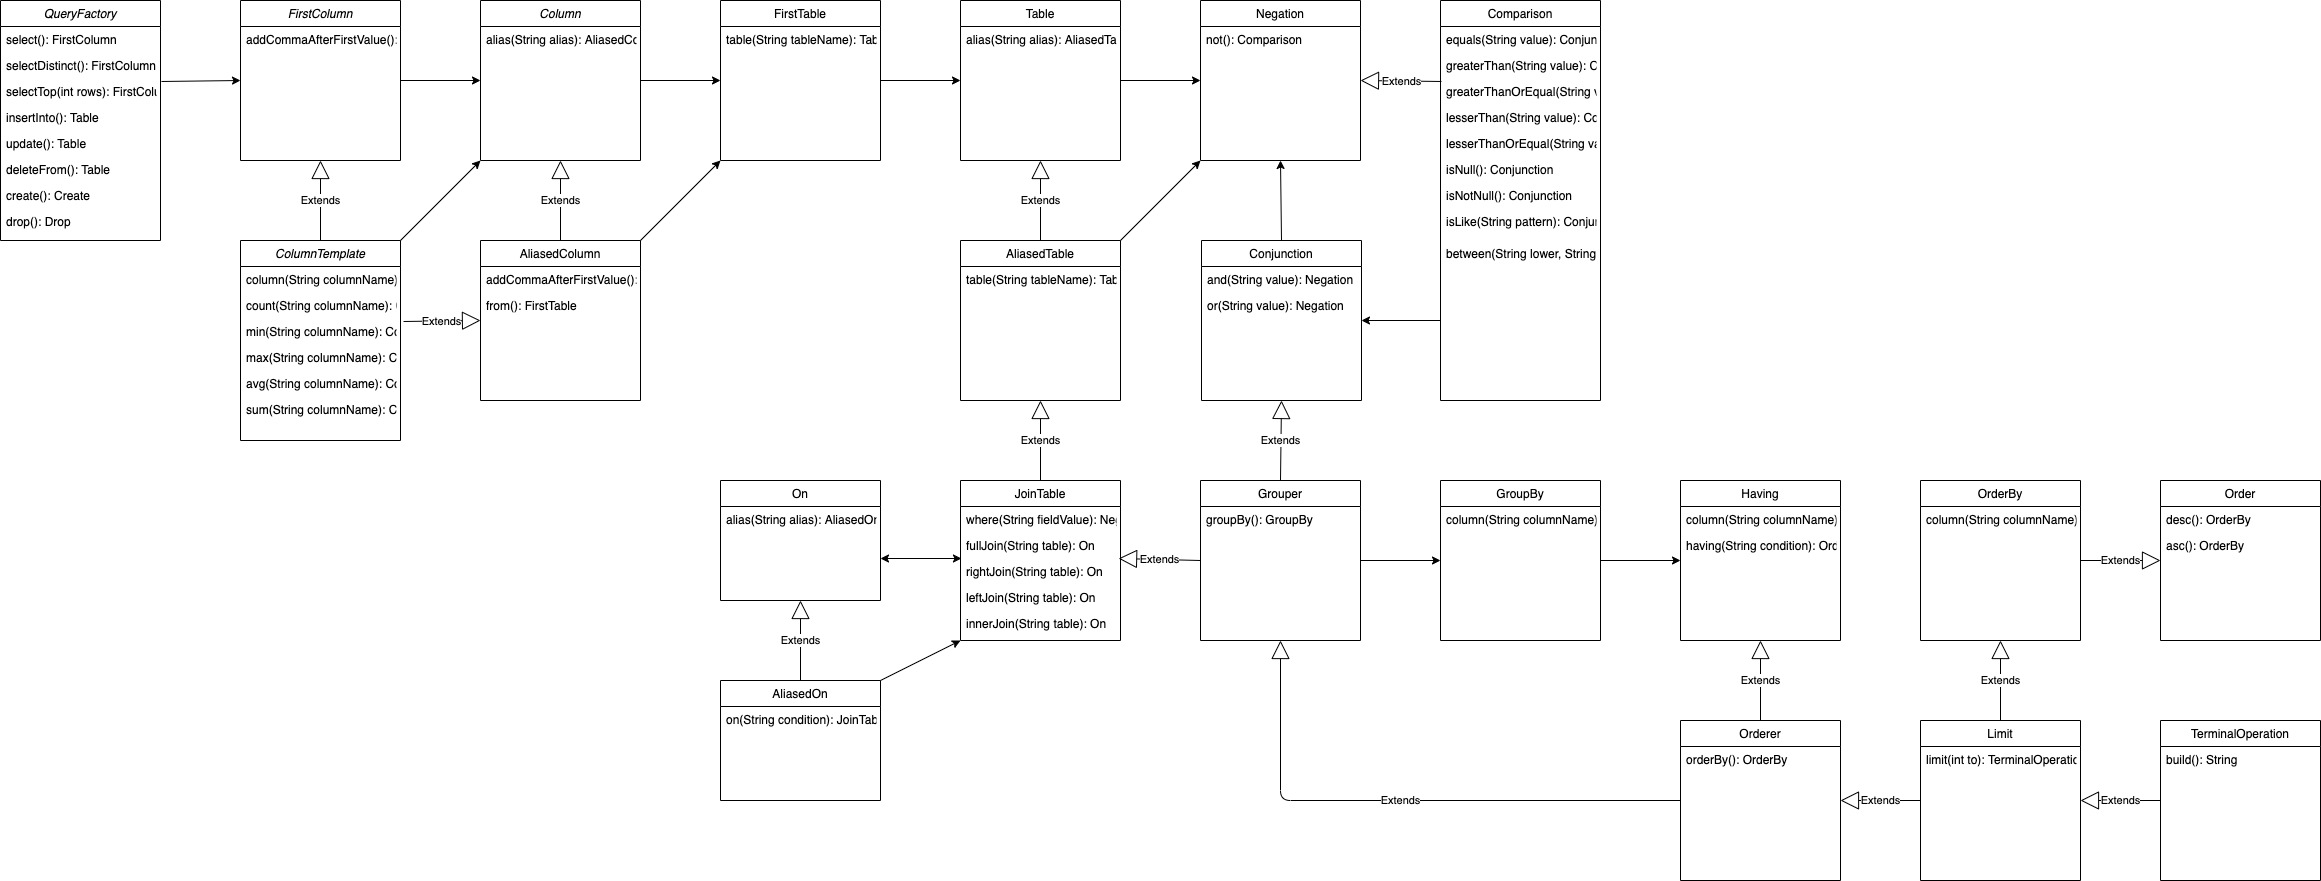 QueryFactory
select(): FirstColumn
selectDistinct(): FirstColumn
selectTop(int rows): FirstColu
insertInto(): Table
update(): Table
deleteFrom(): Table
create(): Create
drop(): Drop
FirstColumn
addCommaAfterFirstValue():
Column
alias(String alias): AliasedCo
FirstTable
table(String tableName): Tab
Table
alias(String alias): AliasedTa
Negation
not(): Comparison
Comparison
equals(String value): Conjun
greaterThan(String value): C
greaterThanOrEqual(String v
lesserThan(String value): Co
lesserThanOrEqual(String va
isNull(): Conjunction
isNotNull(): Conjunction
isLike(String pattern): Conju
between(String lower, String
Extends
Extends
Extends
Extends
ColumnTemplate
column(String columnName)
count(String columnName):
min(String columnName): Co
max(String columnName): C
avg(String columnName): Co
sum(String columnName): C
Extends
AliasedColumn
addCommaAfterFirstValue():
from(): FirstTable
AliasedTable
table(String tableName): Tab
Conjunction
and(String value): Negation
or(String value): Negation
Extends
Extends
On
alias(String alias): AliasedOn
JoinTable
where(String fieldValue): Neg
fullJoin(String table): On
rightJoin(String table): On
leftJoin(String table): On
innerJoin(String table): On
Extends
Grouper
groupBy(): GroupBy
GroupBy
column(String columnName)
Having
column(String columnName)
having(String condition): Ord
OrderBy
column(String columnName)
Extends
Order
desc(): OrderBy
asc(): OrderBy
Extends
Extends
Extends
AliasedOn
on(String condition): JoinTab
Extends
Orderer
orderBy(): OrderBy
Extends
Limit
limit(int to): TerminalOperatic
Extends
TerminalOperation
build(): String